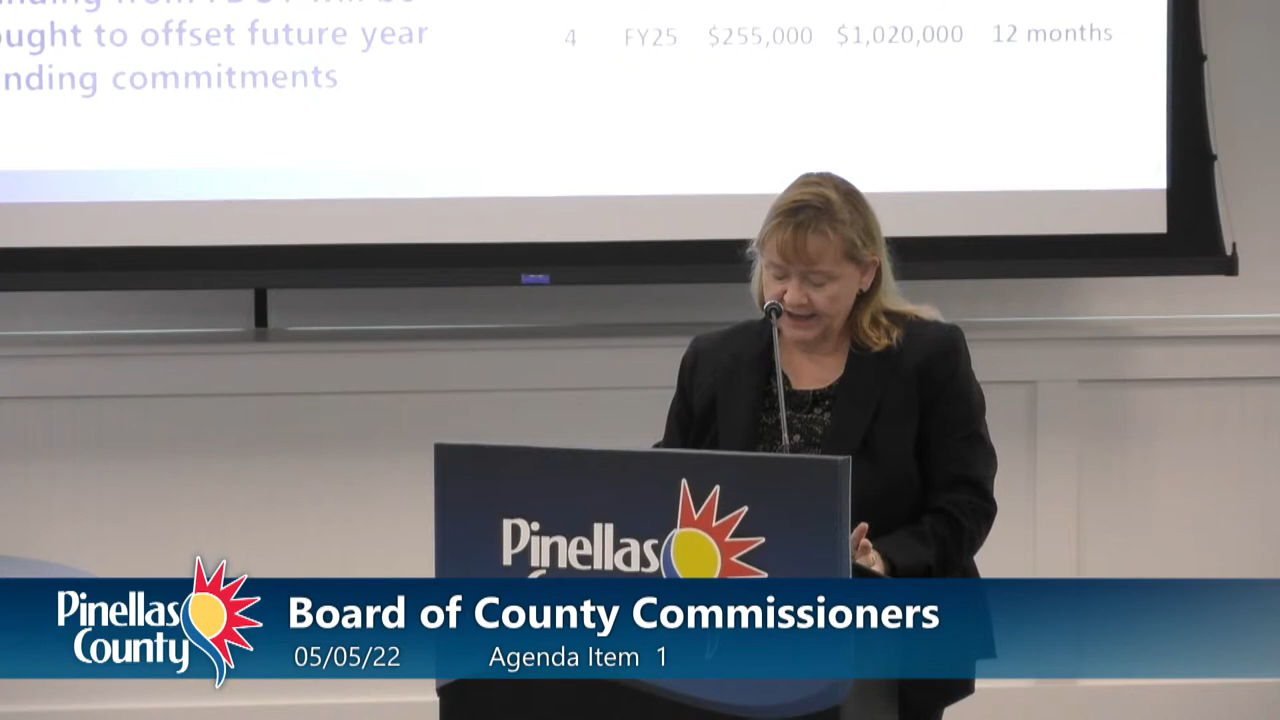 ought to offset future year
nding commitments
4 FY25 $255,000 $1,020,000 12 months
Pinellas
Pinellas
County
Board of County Commissioners
05/05/22 Agenda Item 1